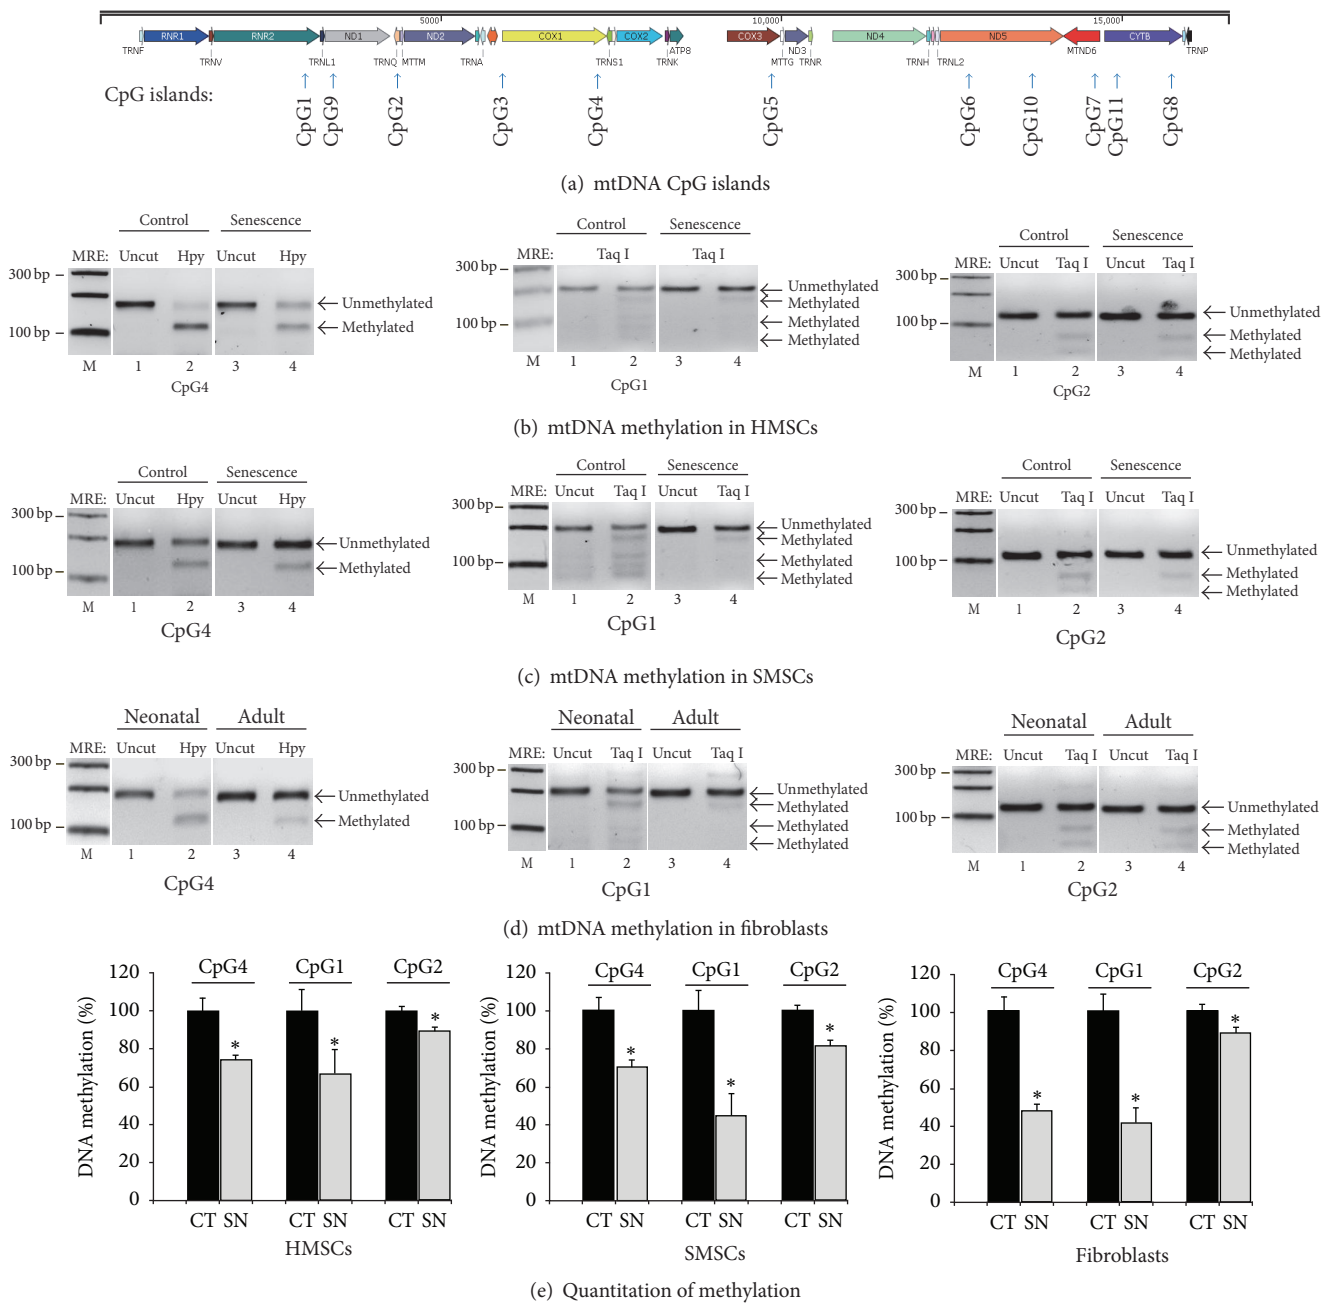 5000 10,000 15,000
RNR1 RNR2 ND1 ND2 COX1 COX2 COX3 ND4 ND5 CYTB
TRNF TRNV TRNL1 TRNQ MTTM TRNA TRNS1 TRNK ATP8 MTTG ND3 TRNR TRNH TRNL2 MTND6 TRNP
CpG islands:
CpG1 CpG9 CpG2 CpG3 CpG4 CpG5 CpG6 CpG10 CpG7 CpG11 CpG8
(a) mtDNA CpG islands
Control Senescence
MRE: Uncut Hpy Uncut Hpy
300 bp
100 bp
Unmethylated
Methylated
M 1 2 3 4
CpG4
Control Senescence
MRE: Taq I Taq I
300 bp
100 bp
Unmethylated
Methylated
Methylated
Methylated
1 2 3 4
CpG1
Control Senescence
MRE: Uncut Taq I Uncut Taq I
300 bp
100 bp
Unmethylated
Methylated
Methylated
M 1 2 3 4
CpG2
(b) mtDNA methylation in HMSCs
Control Senescence
MRE: Uncut Hpy Uncut Hpy
300 bp
100 bp
Unmethylated
Methylated
M 1 2 3 4
CpG4
Control Senescence
MRE: Uncut Taq I Uncut Taq I
300 bp
100 bp
Unmethylated
Methylated
Methylated
Methylated
M 1 2 3 4
CpG1
Control Senescence
MRE: Uncut Taq I Uncut Taq I
300 bp
100 bp
Unmethylated
Methylated
Methylated
M 1 2 3 4
CpG2
(c) mtDNA methylation in SMSCs
Neonatal Adult
MRE: Uncut Hpy Uncut Hpy
300 bp
100 bp
Unmethylated
Methylated
M 1 2 3 4
CpG4
Neonatal Adult
MRE: Uncut Taq I Uncut Taq I
300 bp
100 bp
Unmethylated
Methylated
Methylated
Methylated
M 1 2 3 4
CpG1
Neonatal Adult
MRE: Uncut Taq I Uncut Taq I
300 bp
100 bp
Unmethylated
Methylated
Methylated
M 1 2 3 4
CpG2
(d) mtDNA methylation in fibroblasts
DNA methylation (%)
120
100
80
60
40
20
0
CpG4 CpG1 CpG2
* * *
CT SN CT SN CT SN
HMSCs
DNA methylation (%)
120
100
80
60
40
20
0
CpG4 CpG1 CpG2
* * *
CT SN CT SN CT SN
SMSCs
DNA methylation (%)
120
100
80
60
40
20
0
CpG4 CpG1 CpG2
* * *
CT SN CT SN CT SN
Fibroblasts
(e) Quantitation of methylation